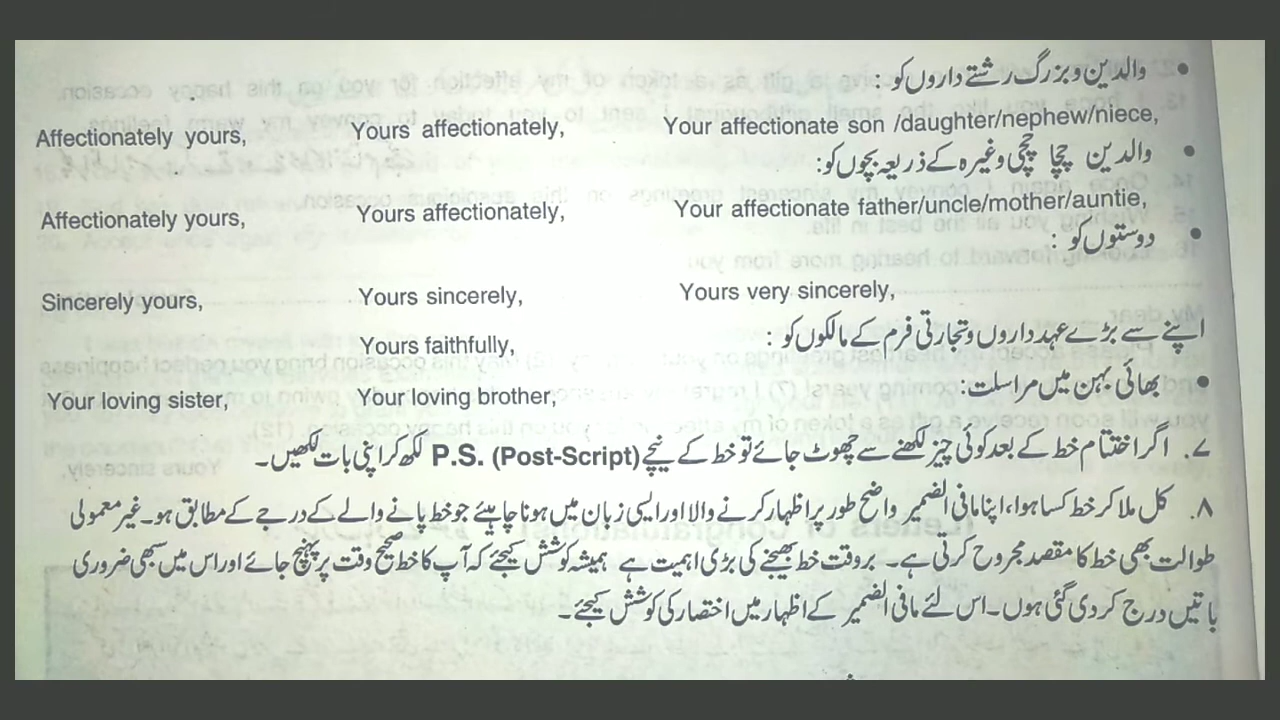 • والدین و بزرگ رشتے داروں کو :
Affectionately yours, Yours affectionately, Your affectionate son /daughter/nephew/niece,
• والدین چچا چچی وغیرہ کے ذریعہ بچوں کو:
Affectionately yours, Yours affectionately, Your affectionate father/uncle/mother/auntie,
• دوستوں کو :
Sincerely yours, Yours sincerely, Yours very sincerely,
اپنے سے بڑے عہد داروں و تجارتی فرم کے مالکوں کو :
Yours faithfully,
• بھائی بہن میں مراسلت:
Your loving sister, Your loving brother,
۷. اگر اختتام خط کے بعد کوئی چیز لکھنے سے چھوٹ جائے تو خط کے نیچے P.S. (Post-Script) لکھ کر اپنی بات لکھیں۔
۸. کل ملا کر خط کسا ہوا، اپنا مافی الضمیر واضح طور پر اظہار کرنے والا اور ایسی زبان میں ہونا چاہیئے جو خط پانے والے کے درجے کے مطابق ہو۔ غیر معمولی
طوالت بھی خط کا مقصد مجروح کرتی ہے۔ بروقت خط بھیجنے کی بڑی اہمیت ہے ہمیشہ کوشش کیجئے کہ آپ کا خط صحیح وقت پر پہنچ جائے اور اس میں سبھی ضروری
باتیں درج کر دی گئی ہوں۔ اس لئے مافی الضمیر کے اظہار میں اختصار کی کوشش کیجئے۔